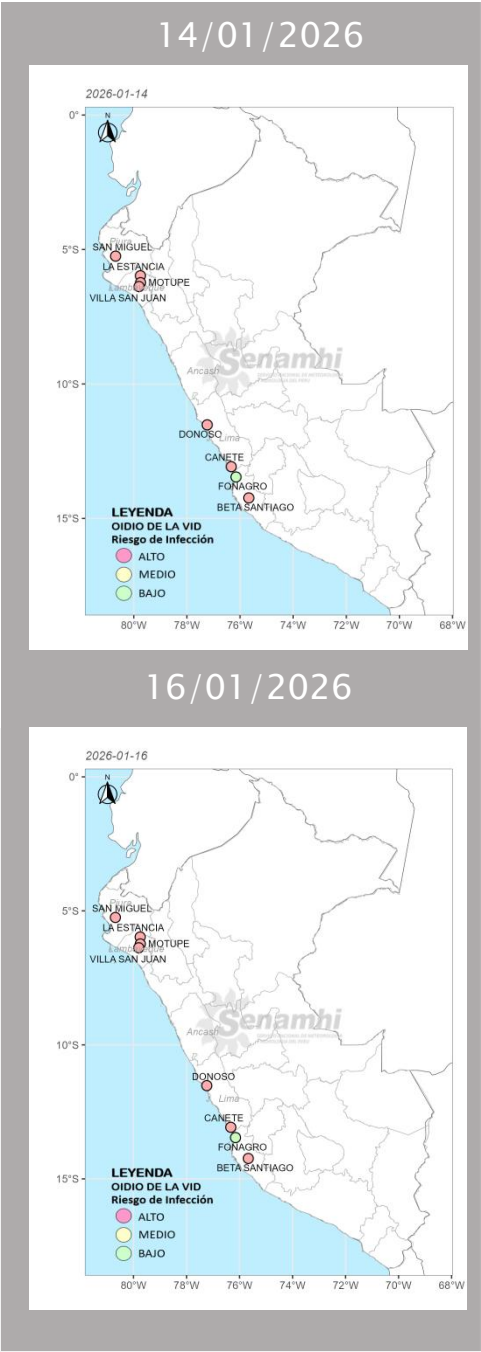 14/01/2026
2026-01-14
N
0°
Piura
SAN MIGUEL
5°S
LA ESTANCIA
MOTUPE
VILLA SAN JUAN
Senamhi
Ancash
10°S
DONOSO
Lima
CANETE
FONAGRO
BETA SANTIAGO
LEYENDA
15°S
OIDIO DE LA VID
Riesgo de Infección
ALTO
MEDIO
BAJO
80°W 78°W 76°W 74°W 72°W 70°W 68°W
16/01/2026
2026-01-16
0°
N
Piura
SAN MIGUEL
5°S
LA ESTANCIA
MOTUPE
VILLA SAN JUAN
Senamhi
Ancash
10°S
DONOSO
Lima
CANETE
FONAGRO
BETA SANTIAGO
LEYENDA
15°S
OIDIO DE LA VID
Riesgo de Infección
ALTO
MEDIO
BAJO
80°W 78°W 76°W 74°W 72°W 70°W 68°W